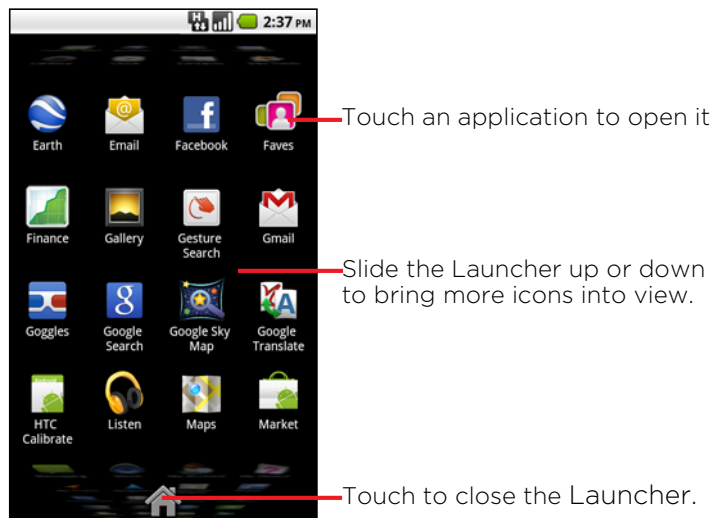 2:37 PM
Earth Email Facebook Faves
Touch an application to open it
Finance Gallery Gesture Search Gmail
Slide the Launcher up or down
to bring more icons into view.
Goggles Google Search Google Sky Map Google Translate
HTC Calibrate Listen Maps Market
Touch to close the Launcher.